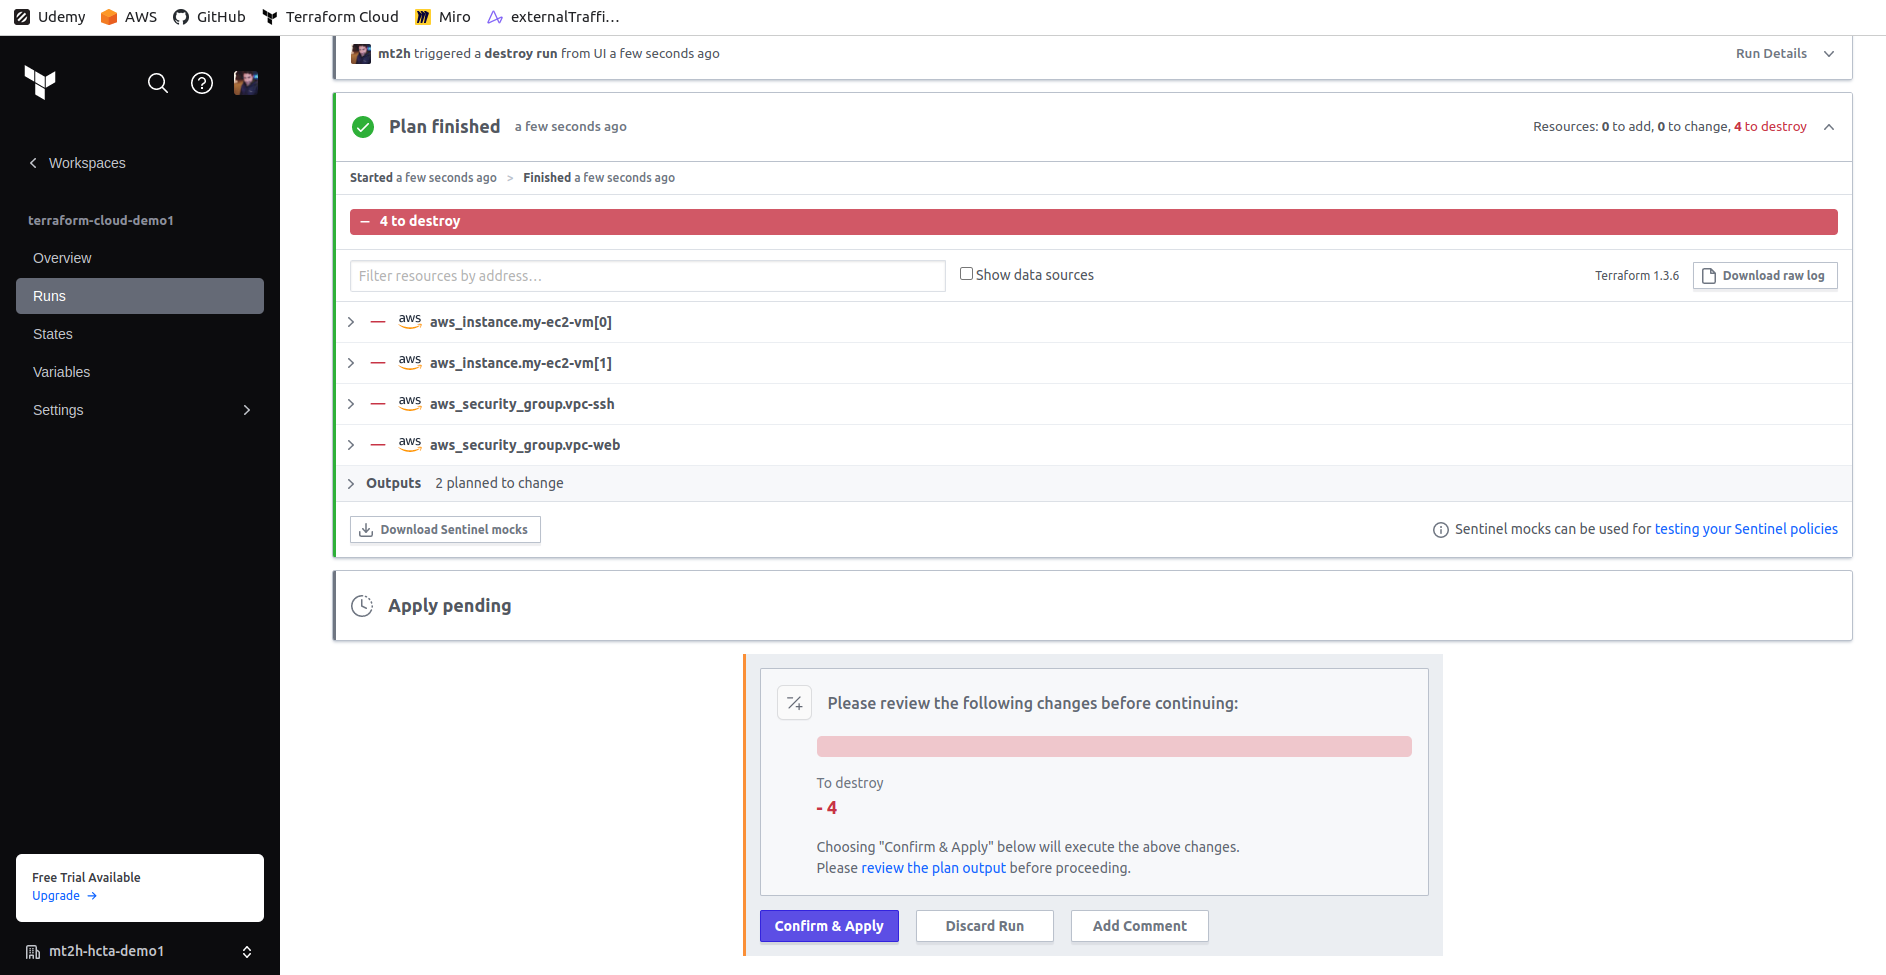 Udemy AWS GitHub Terraform Cloud Miro externalTraffi…
mt2h triggered a destroy run from UI a few seconds ago
Run Details
Plan finished a few seconds ago
Resources: 0 to add, 0 to change, 4 to destroy
Workspaces
Started a few seconds ago > Finished a few seconds ago
terraform-cloud-demo1
− 4 to destroy
Overview
Filter resources by address…
Show data sources
Terraform 1.3.6
Download raw log
Runs
aws aws_instance.my-ec2-vm[0]
States
aws aws_instance.my-ec2-vm[1]
Variables
aws aws_security_group.vpc-ssh
Settings
aws aws_security_group.vpc-web
Outputs 2 planned to change
Download Sentinel mocks
Sentinel mocks can be used for testing your Sentinel policies
Apply pending
Please review the following changes before continuing:
To destroy
- 4
Choosing "Confirm & Apply" below will execute the above changes.
Please review the plan output before proceeding.
Free Trial Available
Upgrade →
Confirm & Apply
Discard Run
Add Comment
mt2h-hcta-demo1